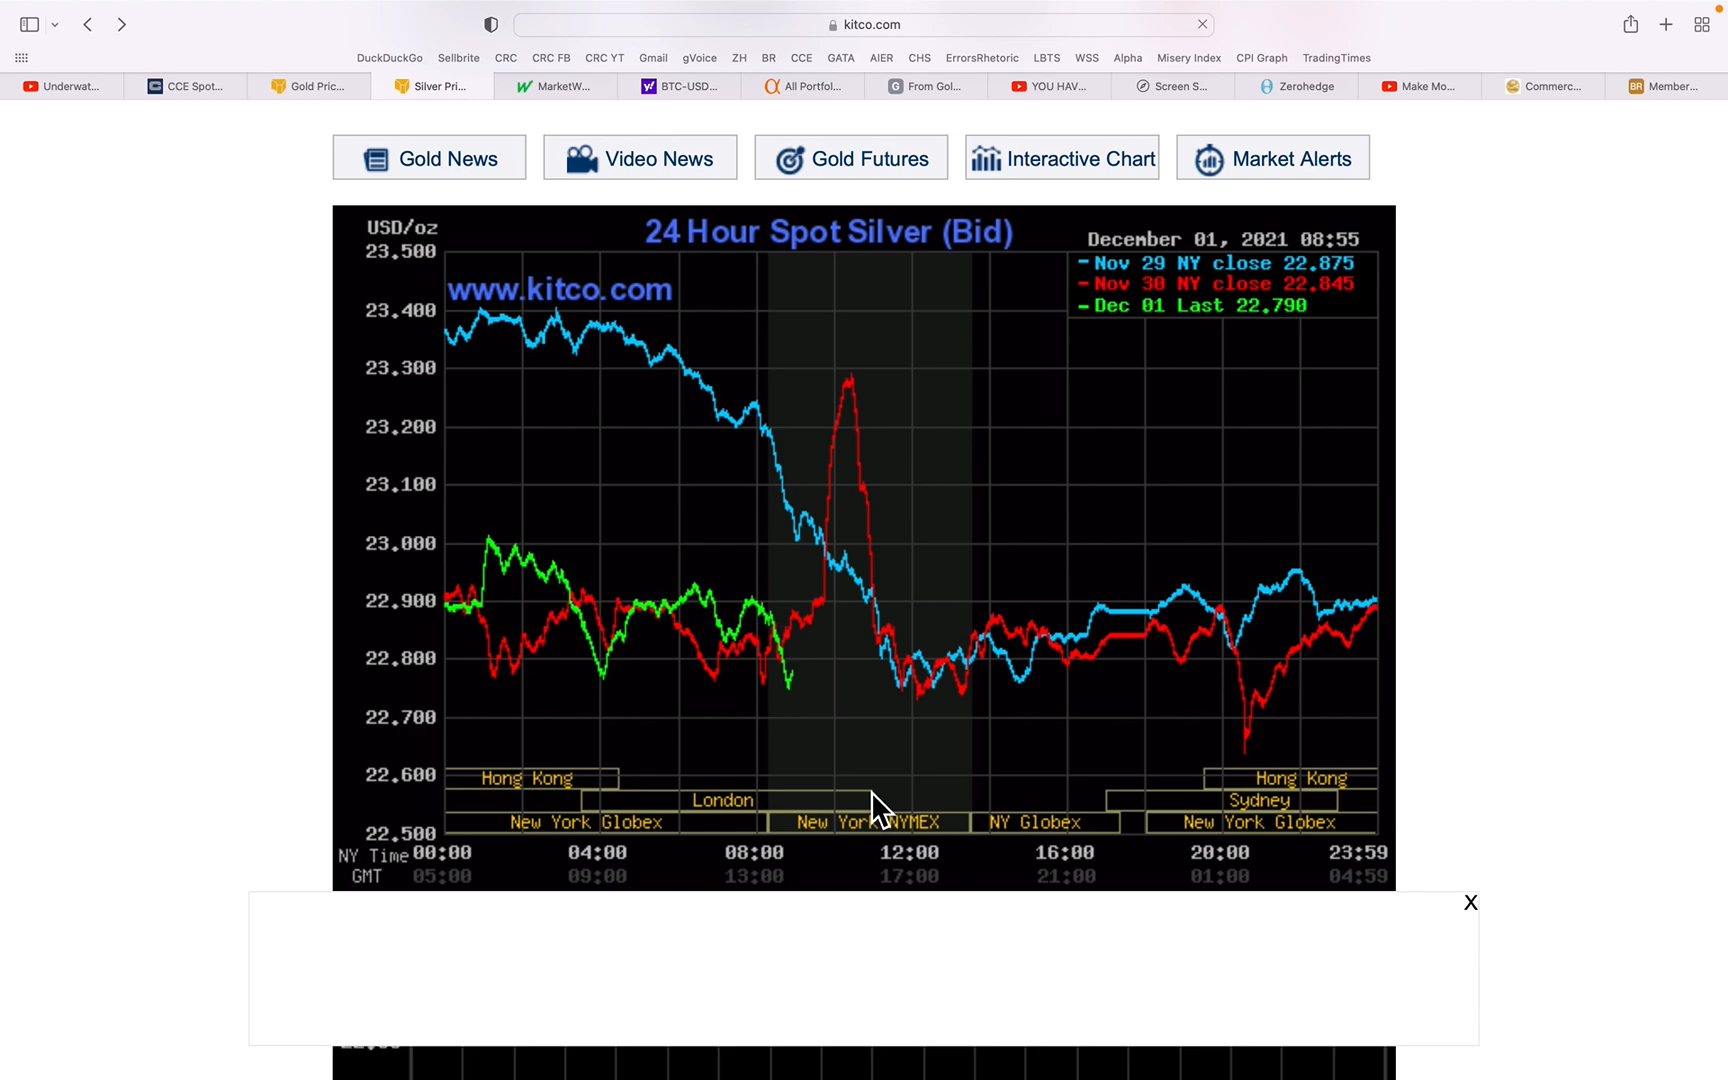 kitco.com
DuckDuckGo Sellbrite CRC CRC FB CRC YT Gmail gVoice ZH BR CCE GATA AIER CHS ErrorsRhetoric LBTS WSS Alpha Misery Index CPI Graph TradingTimes
Underwat... CCE Spot... Gold Pric... Silver Pri... MarketW... BTC-USD... All Portfol... From Gol... YOU HAV... Screen S... Zerohedge Make Mo... Commerc... Member...
Gold News Video News Gold Futures Interactive Chart Market Alerts
USD/oz 24 Hour Spot Silver (Bid) December 01, 2021 08:55
23.500
Nov 29 NY close 22.875
www.kitco.com
Nov 30 NY close 22.845
23.400
Dec 01 Last 22.790
23.300
23.200
23.100
23.000
22.900
22.800
22.700
22.600
Hong Kong Hong Kong
London Sydney
New York Globex New York NYMEX NY Globex New York Globex
22.500
NY Time 00:00 04:00 08:00 12:00 16:00 20:00 23:59
GMT 05:00 09:00 13:00 17:00 21:00 01:00 04:59
X